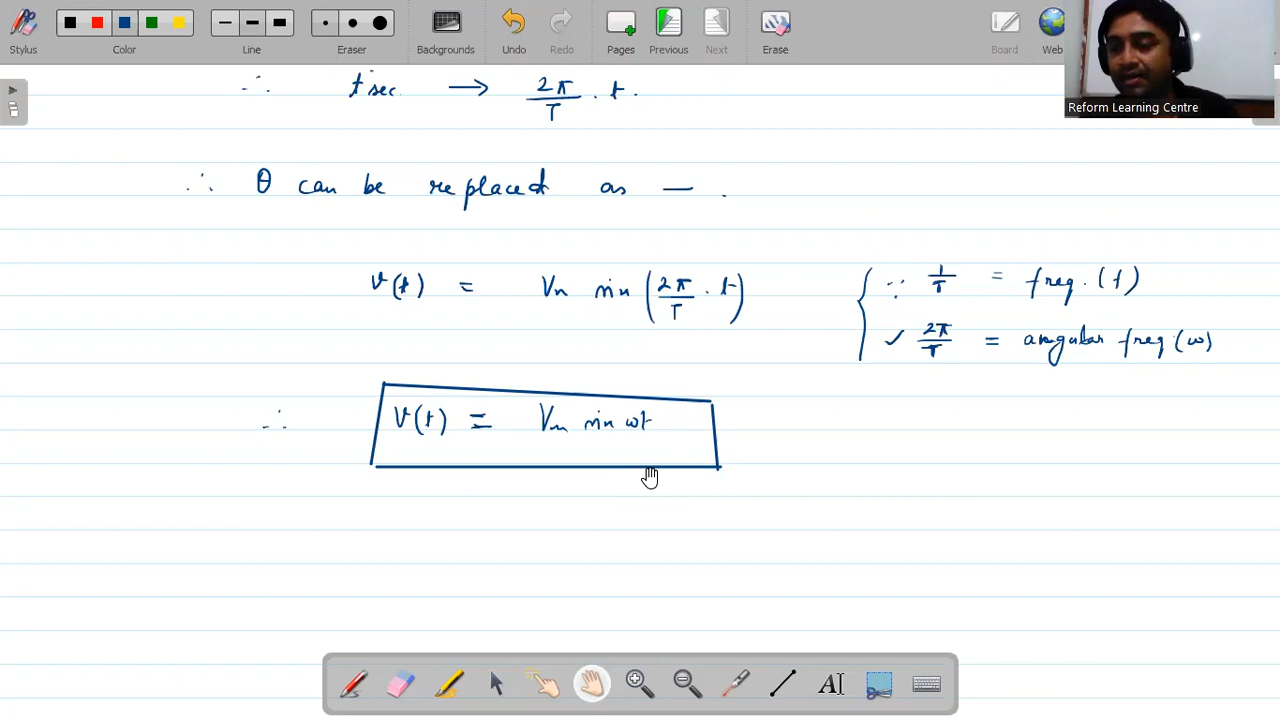 Stylus Color Line Eraser Backgrounds Undo Redo Pages Previous Next Erase Board Web
Reform Learning Centre
∴ t sec. → 2π/T . t.
∴ θ can be replaced as — .
v(t) = Vm sin (2π/T . t)
{ ∵ 1/T = freq. (f)
✓ 2π/T = angular freq (ω)
∴ V(t) = Vm sin ωt